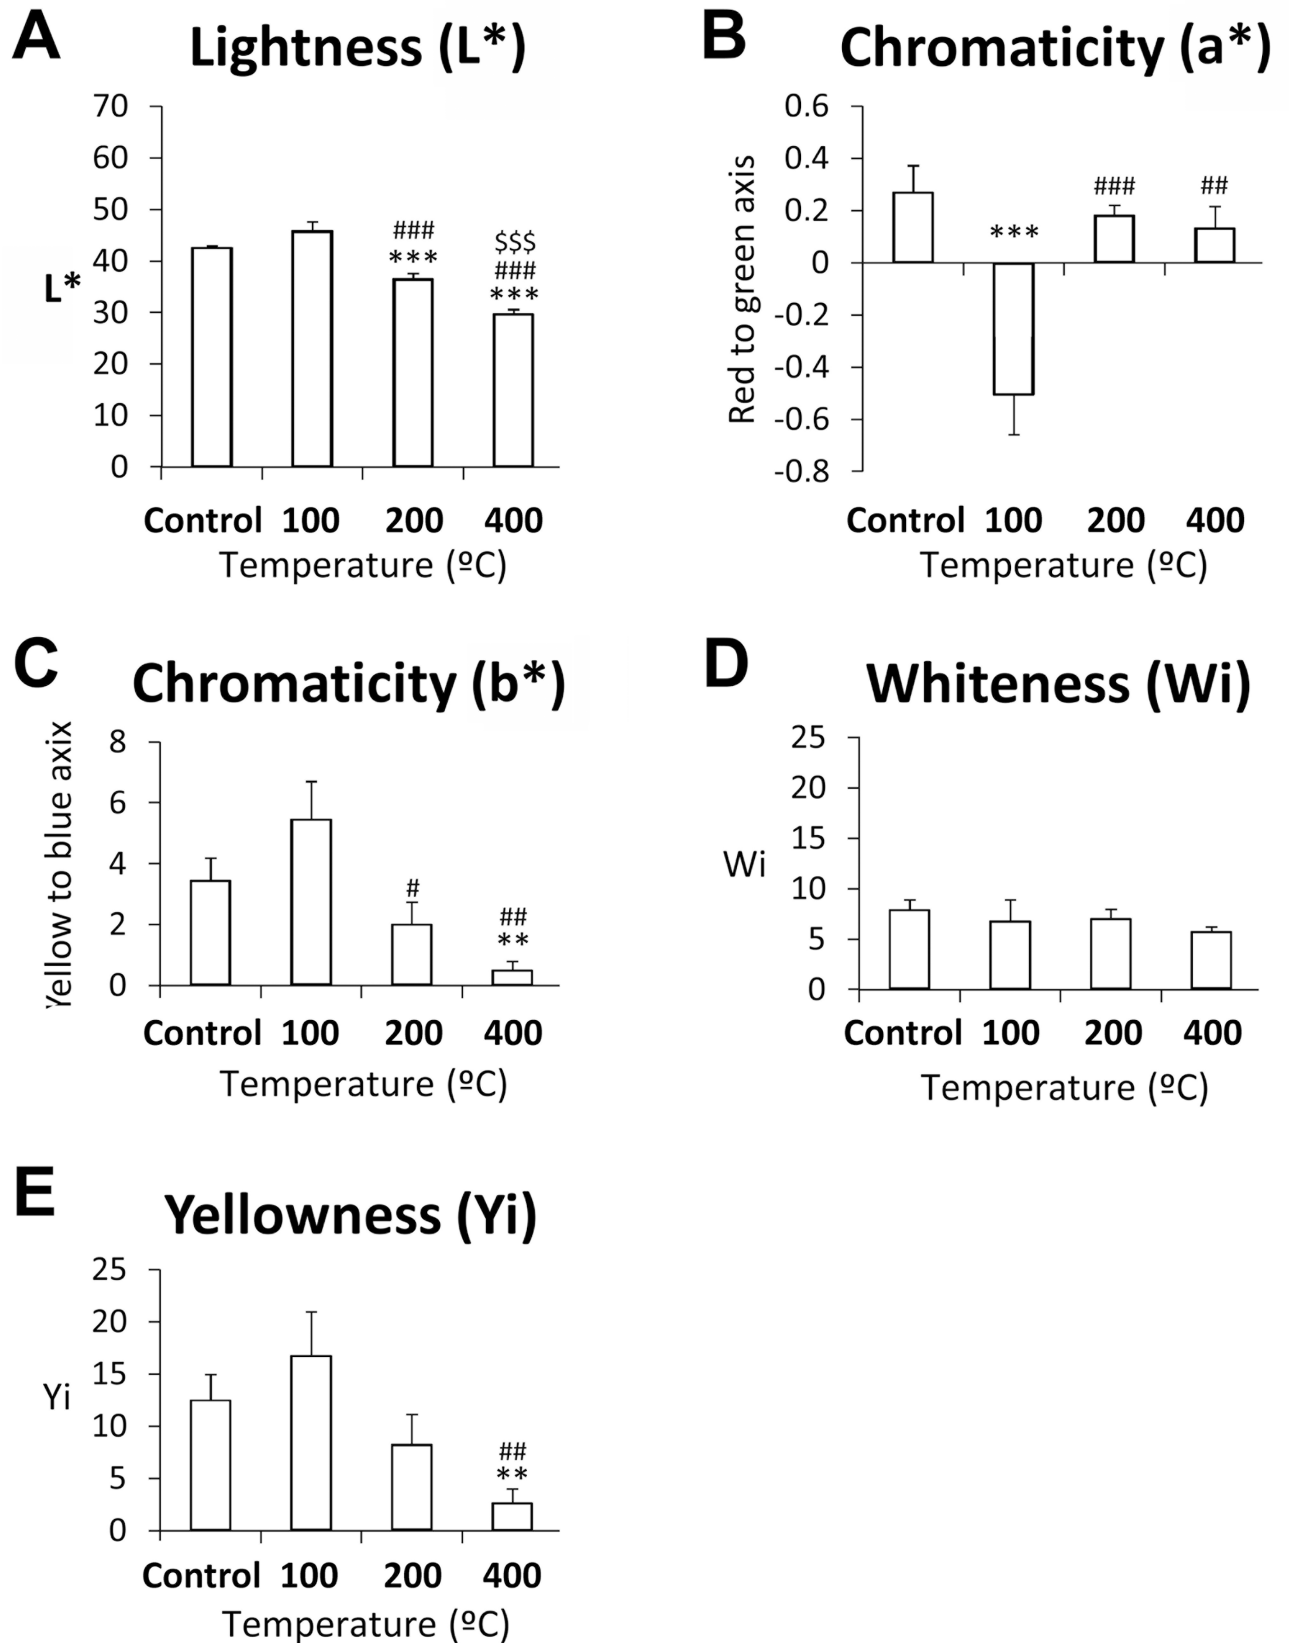 A Lightness (L*)
70
60
50
40
30
20
10
0
L*
###
***
$$$
###
***
Control 100 200 400
Temperature (ºC)
B Chromaticity (a*)
0.6
0.4
0.2
0
-0.2
-0.4
-0.6
-0.8
Red to green axis
***
###
##
Control 100 200 400
Temperature (ºC)
C Chromaticity (b*)
8
6
4
2
0
Yellow to blue axix
#
##
**
Control 100 200 400
Temperature (ºC)
D Whiteness (Wi)
25
20
15
10
5
0
Wi
Control 100 200 400
Temperature (ºC)
E Yellowness (Yi)
25
20
15
10
5
0
Yi
##
**
Control 100 200 400
Temperature (ºC)